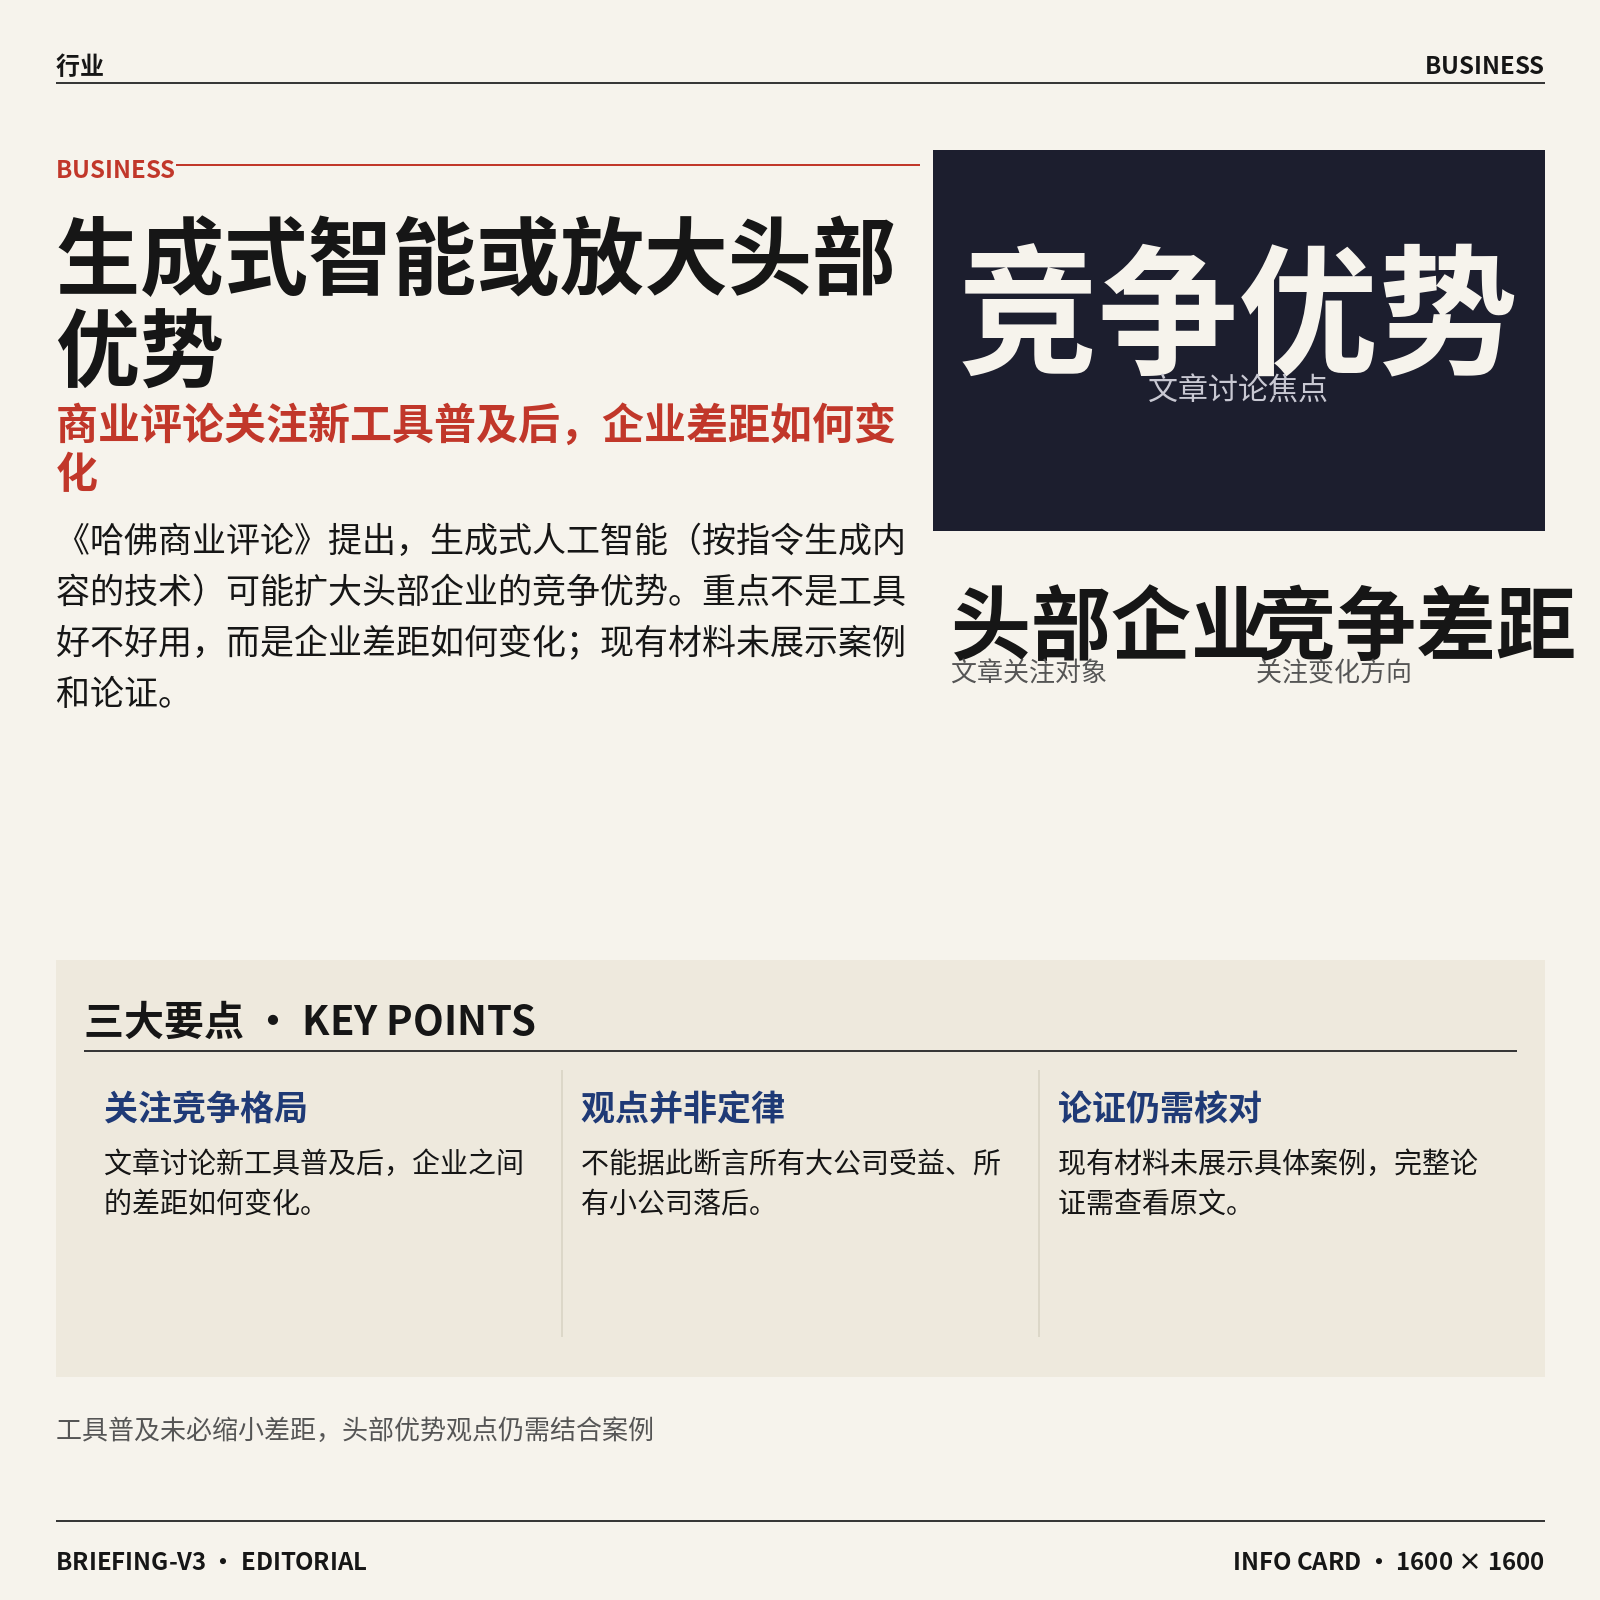 行业
BUSINESS
BUSINESS
生成式智能或放大头部
优势
商业评论关注新工具普及后，企业差距如何变
化
《哈佛商业评论》提出，生成式人工智能（按指令生成内
容的技术）可能扩大头部企业的竞争优势。重点不是工具
好不好用，而是企业差距如何变化；现有材料未展示案例
和论证。
竞争优势
文章讨论焦点
头部企业
文章关注对象
竞争差距
关注变化方向
三大要点 • KEY POINTS
关注竞争格局
文章讨论新工具普及后，企业之间
的差距如何变化。
观点并非定律
不能据此断言所有大公司受益、所
有小公司落后。
论证仍需核对
现有材料未展示具体案例，完整论
证需查看原文。
工具普及未必缩小差距，头部优势观点仍需结合案例
BRIEFING-V3 • EDITORIAL
INFO CARD • 1600 × 1600